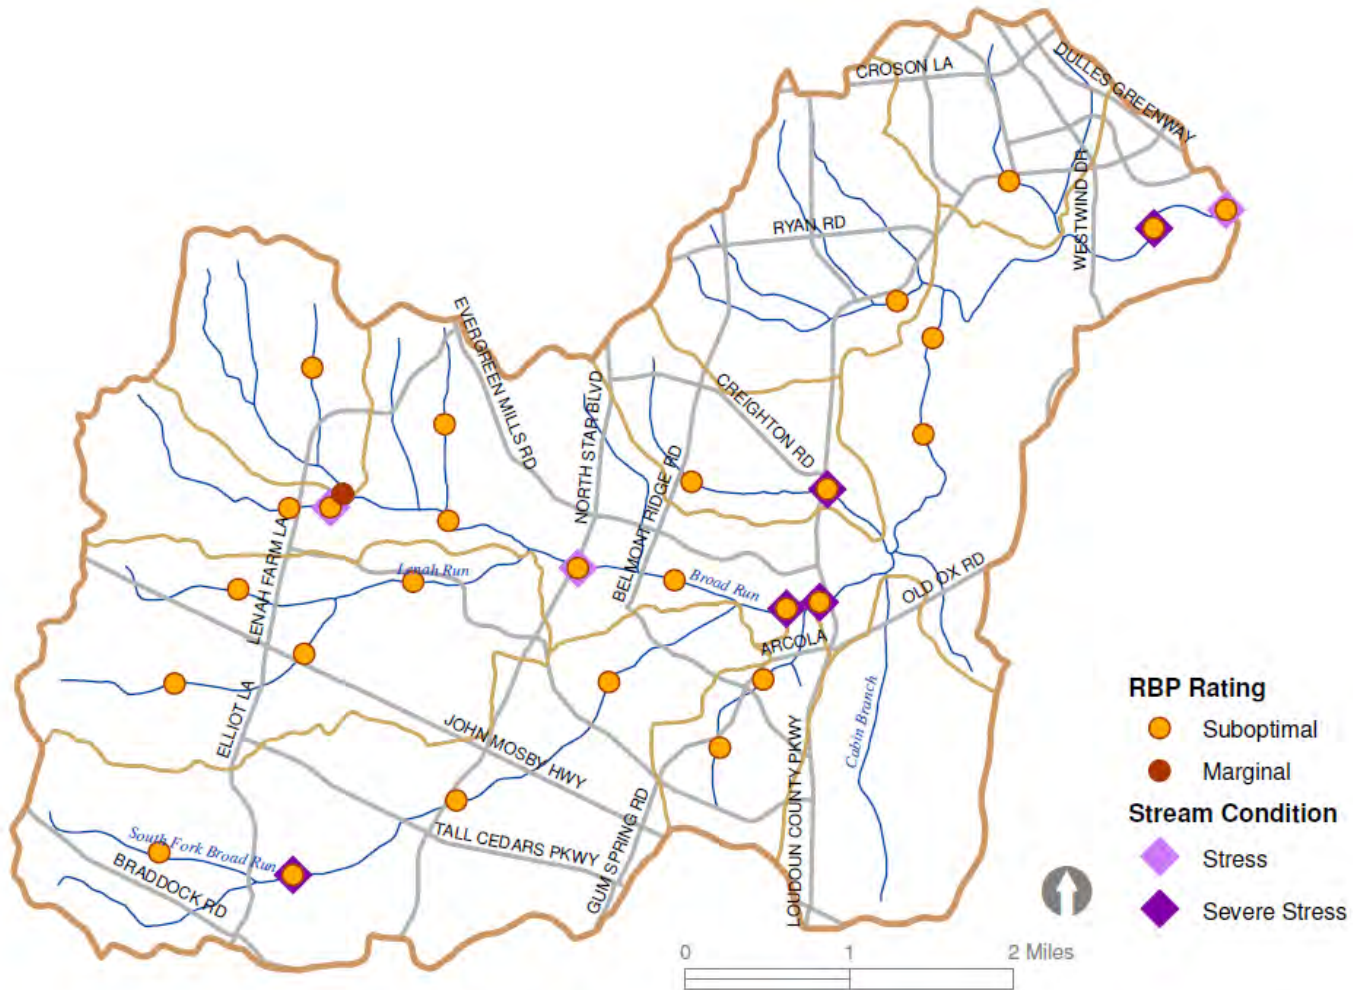 CROSON LA
DULLES GREENWAY
WESTWIND DR
RYAN RD
EVERGREEN MILLS RD
NORTH STAR BLVD
CREIGHTON RD
BELMONT RIDGE RD
LENAH FARM LA
Lenah Run
Broad Run
OLD OX RD
ARCOLA
ELLIOT LA
JOHN MOSBY HWY
Cabin Branch
LOUDOUN COUNTY PKWY
TALL CEDARS PKWY
GUM SPRING RD
South Fork Broad Run
BRADDOCK RD
RBP Rating
Suboptimal
Marginal
Stream Condition
Stress
Severe Stress
0 1 2 Miles